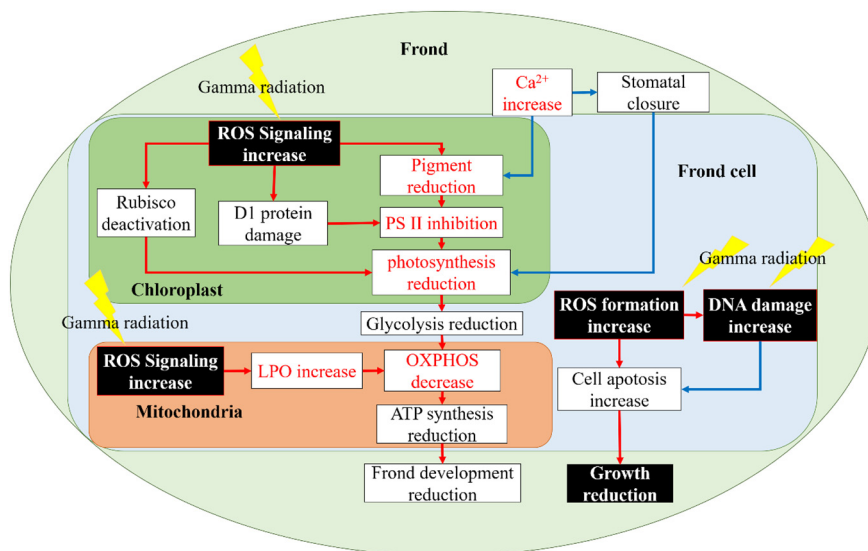 Frond
Gamma radiation
Ca²⁺
increase
Stomatal
closure
ROS Signaling
increase
Frond cell
Pigment
reduction
Rubisco
deactivation
D1 protein
damage
PS II inhibition
Gamma radiation
photosynthesis
reduction
Chloroplast
ROS formation
increase
DNA damage
increase
Gamma radiation
Glycolysis reduction
ROS Signaling
increase
LPO increase
OXPHOS
decrease
Cell apotosis
increase
Mitochondria
ATP synthesis
reduction
Frond development
reduction
Growth
reduction